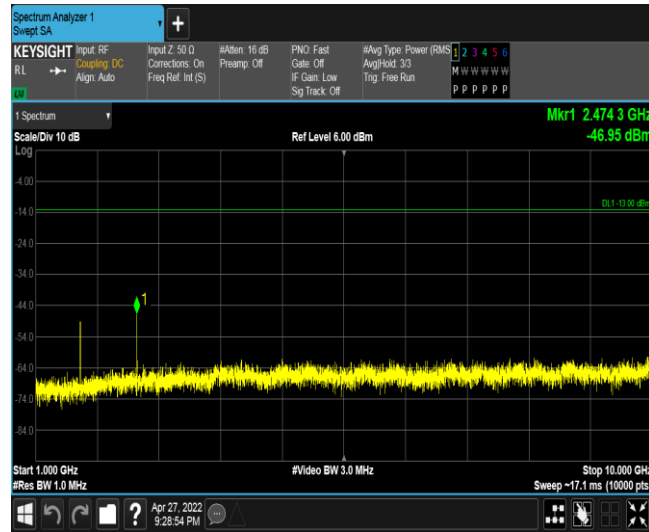 Spectrum Analyzer 1
Swept SA
KEYSIGHT
RL
Input: RF
Coupling: DC
Align: Auto
Input Z: 50 Ω
Corrections: On
Freq Ref: Int (S)
#Atten: 16 dB
Preamp: Off
PNO: Fast
Gate: Off
IF Gain: Low
Sig Track: Off
#Avg Type: Power (RMS
Avg|Hold: 3/3
Trig: Free Run
1 2 3 4 5 6
M W W W W W
P P P P P P
1 Spectrum
Mkr1 2.474 3 GHz
-46.95 dBm
Scale/Div 10 dB
Ref Level 6.00 dBm
Log
-4.00
DL1 -13.00 dBm
-14.0
-24.0
-34.0
-44.0
1
-54.0
-64.0
-74.0
-84.0
Start 1.000 GHz
#Video BW 3.0 MHz
Stop 10.000 GHz
#Res BW 1.0 MHz
Sweep ~17.1 ms (10000 pts
?
Apr 27, 2022
9:28:54 PM